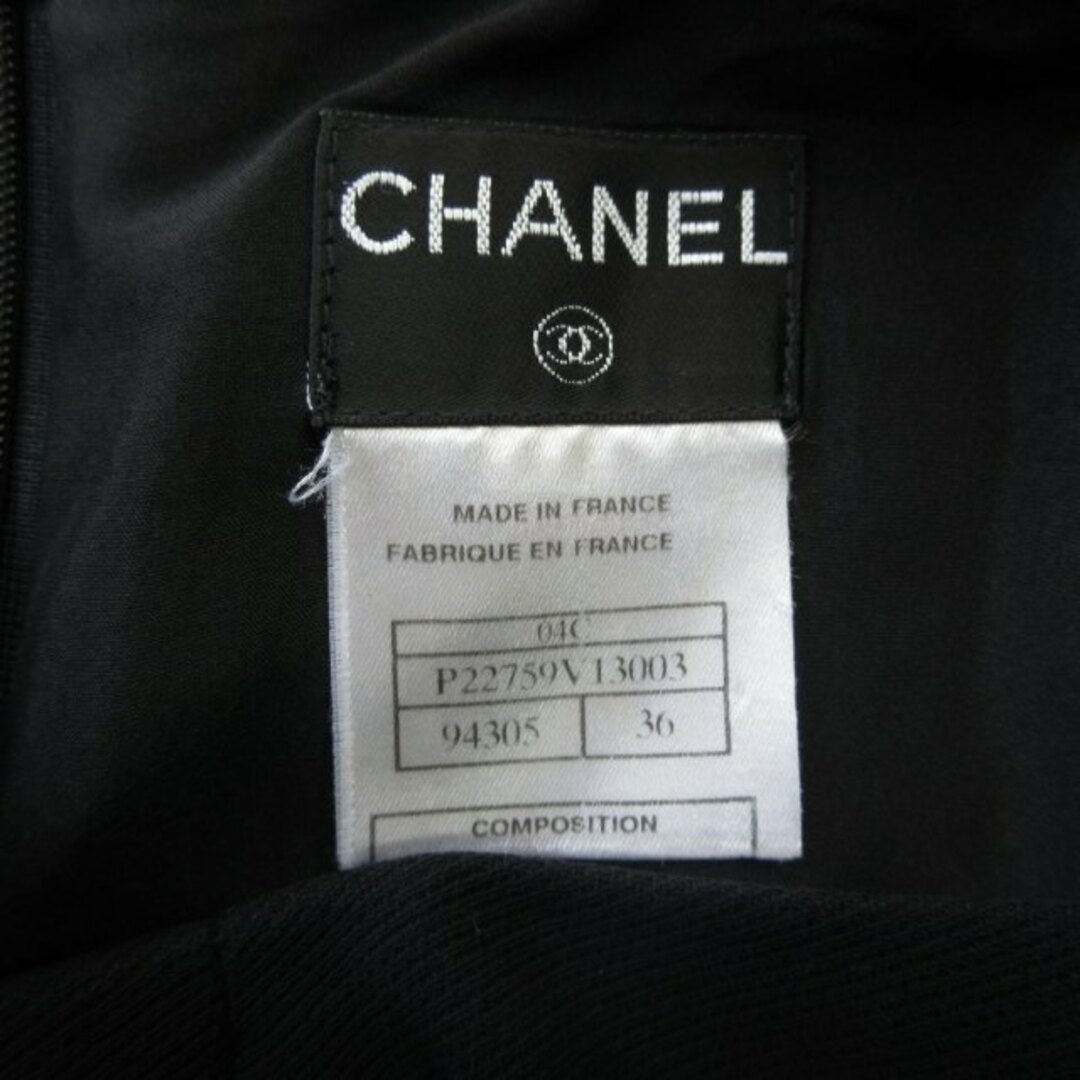 CHANEL
MADE IN FRANCE
FABRIQUE EN FRANCE
04C
P22759V13003
94305 36
COMPOSITION